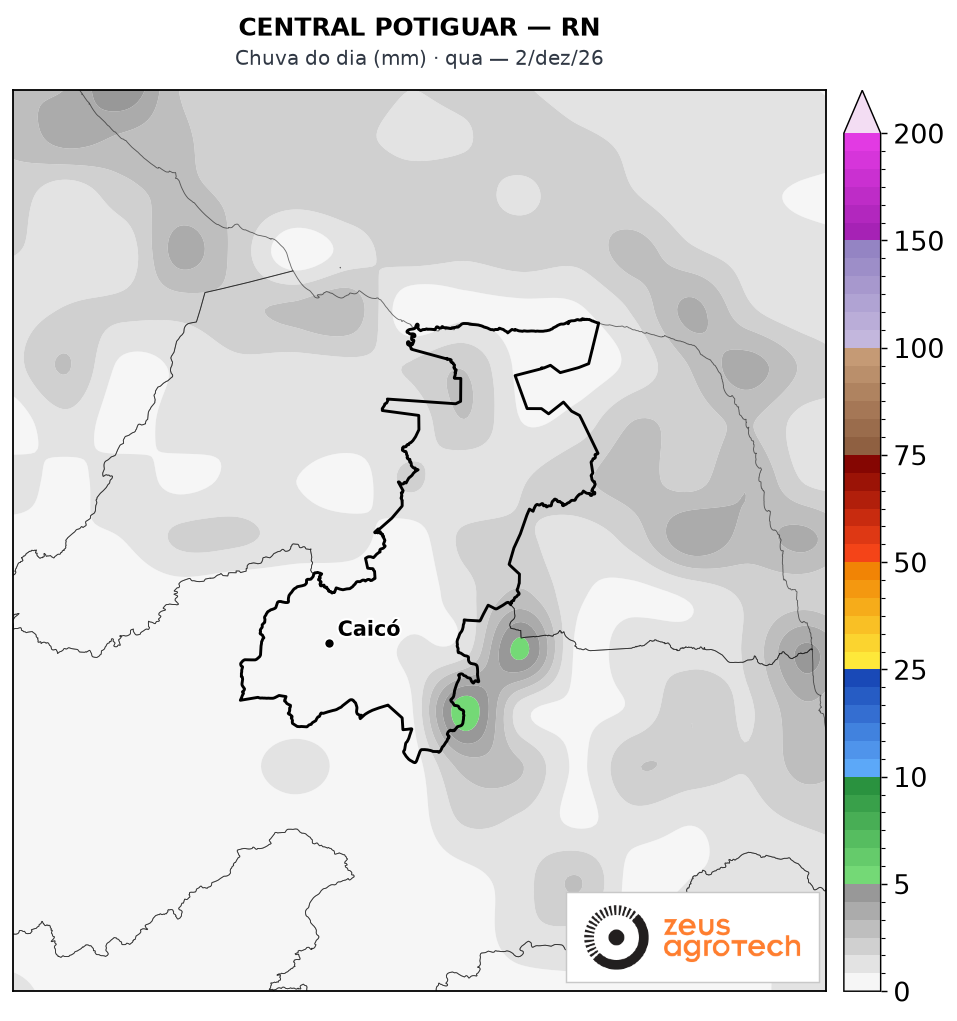 CENTRAL POTIGUAR — RN
Chuva do dia (mm) · qua — 2/dez/26
200
150
100
75
50
25
10
5
0
Caicó
zeus
agrotech